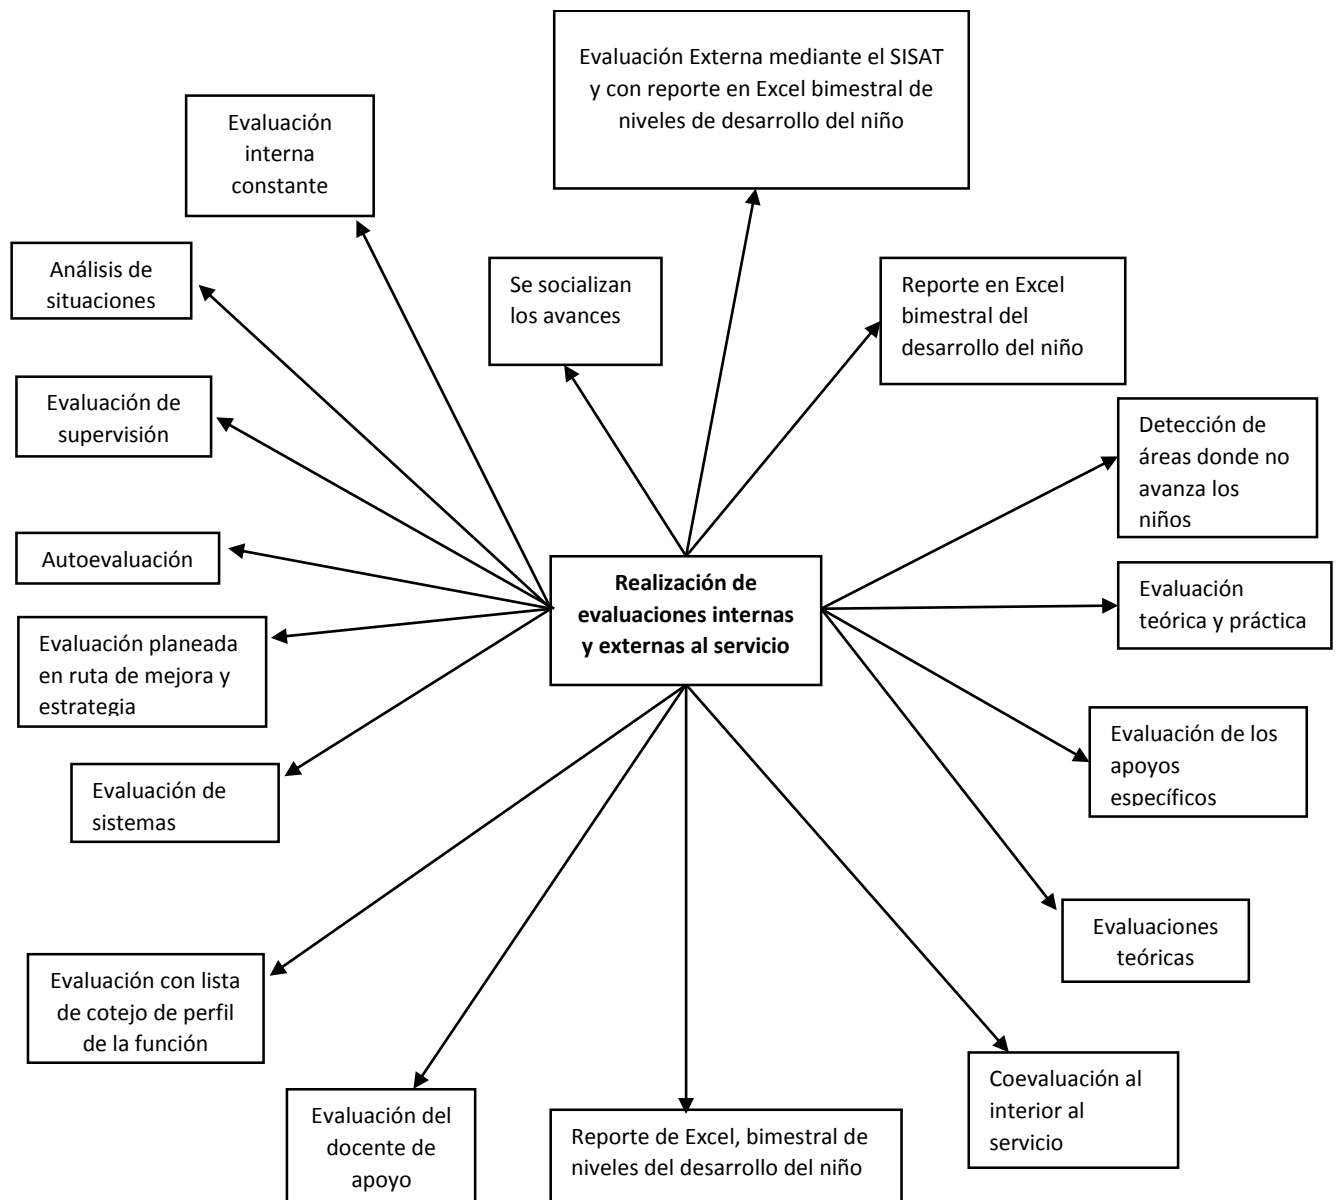 Evaluación Externa mediante el SISAT
y con reporte en Excel bimestral de
niveles de desarrollo del niño
Evaluación
interna
constante
Análisis de
situaciones
Se socializan
los avances
Reporte en Excel
bimestral del
desarrollo del niño
Evaluación de
supervisión
Detección de
áreas donde no
avanza los
niños
Autoevaluación
Realización de
evaluaciones internas
y externas al servicio
Evaluación
teórica y práctica
Evaluación planeada
en ruta de mejora y
estrategia
Evaluación de los
apoyos
específicos
Evaluación de
sistemas
Evaluaciones
teóricas
Evaluación con lista
de cotejo de perfil
de la función
Coevaluación al
interior al
servicio
Evaluación del
docente de
apoyo
Reporte de Excel, bimestral de
niveles del desarrollo del niño